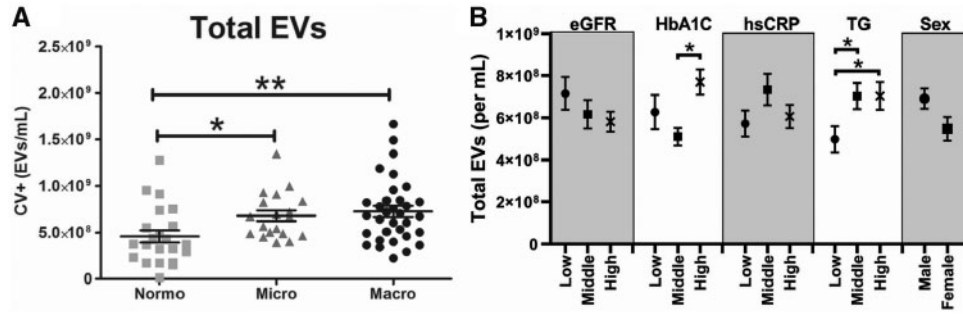 A
Total EVs
CV+ (EVs/mL)
2.5×10⁹
2.0×10⁹
1.5×10⁹
1.0×10⁹
5.0×10⁸
0
**
*
Normo Micro Macro
B
eGFR HbA1C hsCRP TG Sex
Total EVs (per mL)
1×10⁹
8×10⁸
6×10⁸
4×10⁸
2×10⁸
0
* * *
Low Middle High Low Middle High Low Middle High Low Middle High Male Female